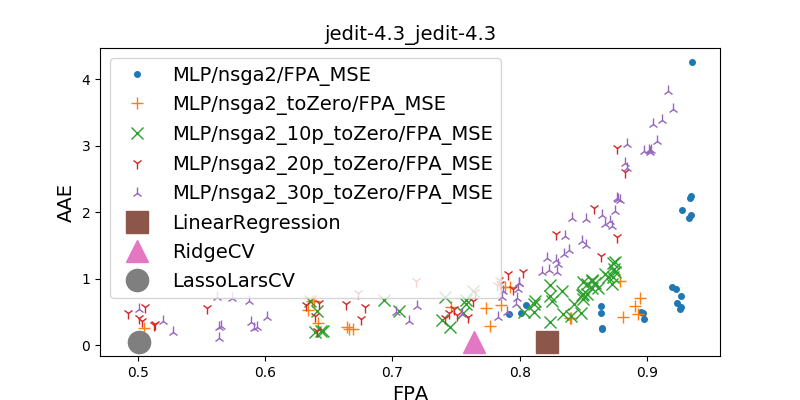 jedit-4.3_jedit-4.3
MLP/nsga2/FPA_MSE
MLP/nsga2_toZero/FPA_MSE
MLP/nsga2_10p_toZero/FPA_MSE
MLP/nsga2_20p_toZero/FPA_MSE
MLP/nsga2_30p_toZero/FPA_MSE
LinearRegression
RidgeCV
LassoLarsCV
AAE
4
3
2
1
0
0.5 0.6 0.7 0.8 0.9
FPA